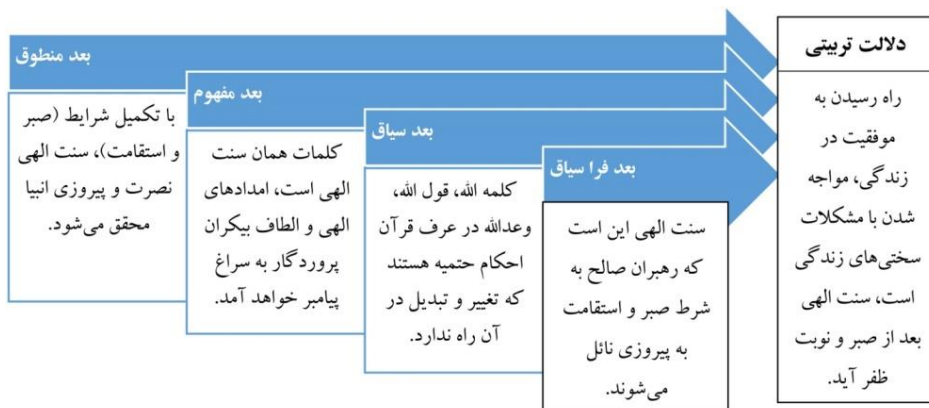 بعد منطوق
با تکمیل شرایط (صبر
و استقامت)، سنت الهی
نصرت و پیروزی انبیا
محقق می‌شود.
بعد مفهوم
کلمات همان سنت
الهی است، امدادهای
الهی و الطاف بیکران
پروردگار به سراغ
پیامبر خواهد آمد.
بعد سیاق
کلمه الله، قول الله،
وعدالله در عرف قرآن
احکام حتمیه هستند
که تغییر و تبدیل در
آن راه ندارد.
بعد فرا سیاق
سنت الهی این است
که رهبران صالح به
شرط صبر و استقامت
به پیروزی نائل
می‌شوند.
دلالت تربیتی
راه رسیدن به
موفقیت در
زندگی، مواجه
شدن با مشکلات
سختی‌های زندگی
است، سنت الهی
بعد از صبر و نوبت
ظفر آید.